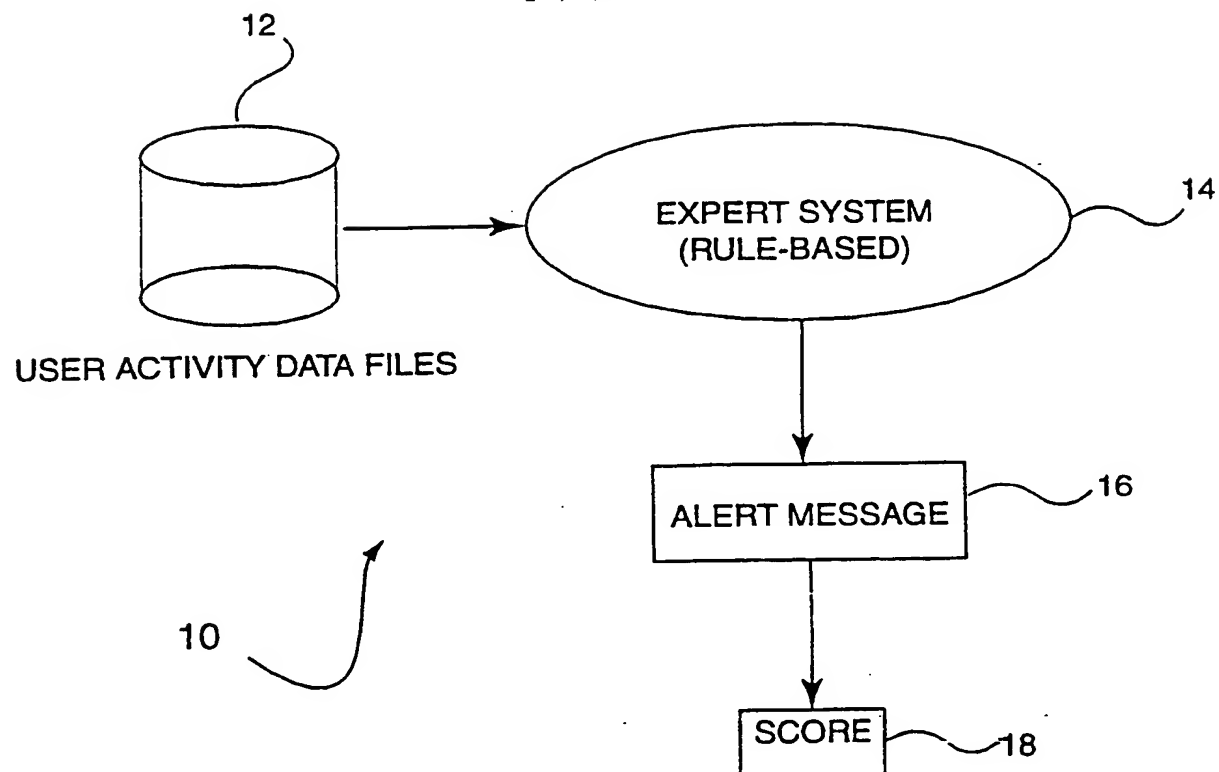 12
EXPERT SYSTEM
(RULE-BASED)
14
USER ACTIVITY DATA FILES
ALERT MESSAGE
16
10
SCORE
18